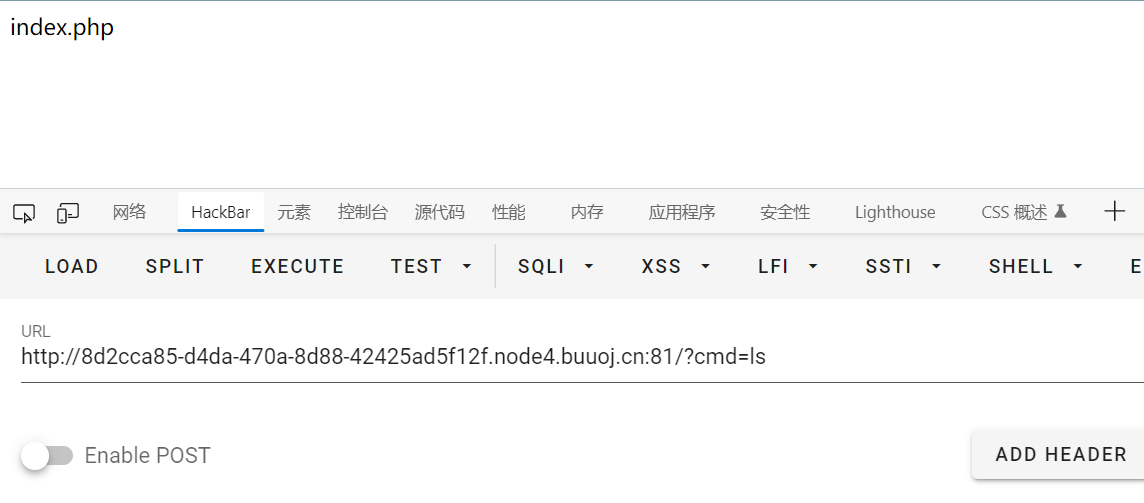 index.php
网络 HackBar 元素 控制台 源代码 性能 内存 应用程序 安全性 Lighthouse CSS 概述
LOAD SPLIT EXECUTE TEST SQLI XSS LFI SSTI SHELL E
URL
http://8d2cca85-d4da-470a-8d88-42425ad5f12f.node4.buuoj.cn:81/?cmd=ls
Enable POST ADD HEADER